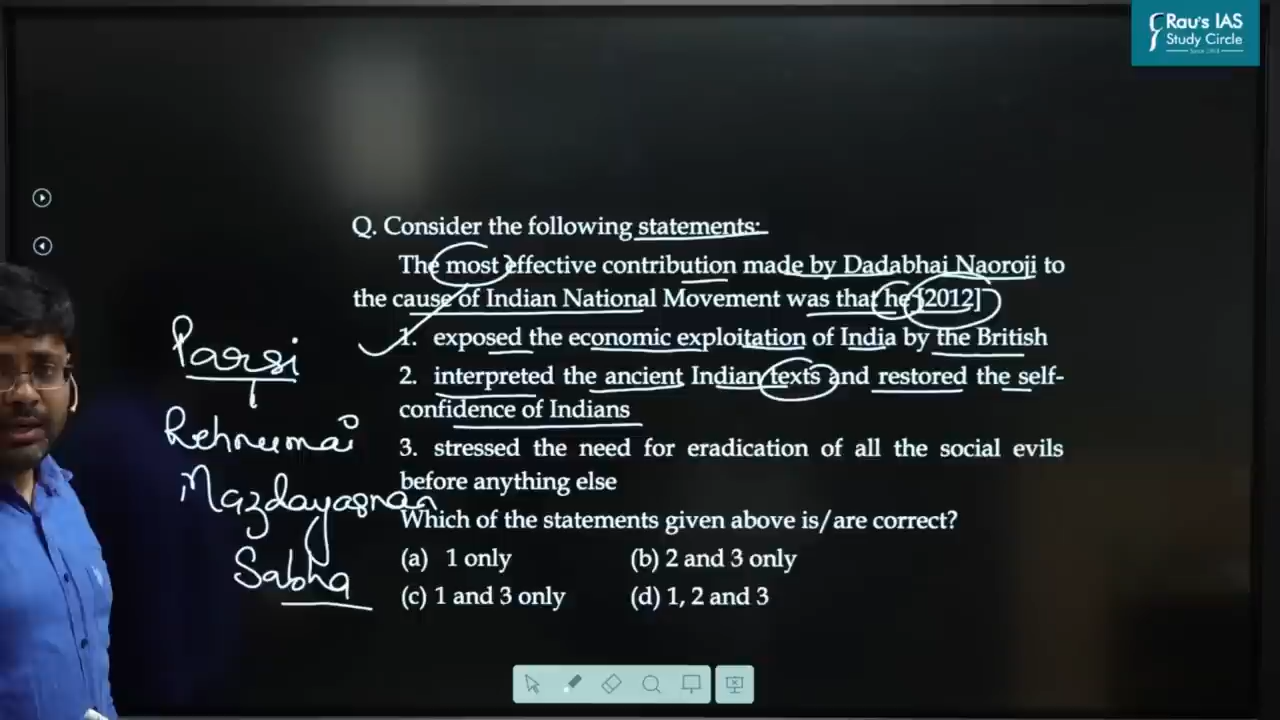 Rau's IAS
Study Circle
Q. Consider the following statements:
The most effective contribution made by Dadabhai Naoroji to
the cause of Indian National Movement was that he [2012]
1. exposed the economic exploitation of India by the British
2. interpreted the ancient Indian texts and restored the self-
confidence of Indians
3. stressed the need for eradication of all the social evils
before anything else
Which of the statements given above is/are correct?
(a) 1 only (b) 2 and 3 only
(c) 1 and 3 only (d) 1, 2 and 3
Parsi
Rehnumai
Mazdayasnan
Sabha